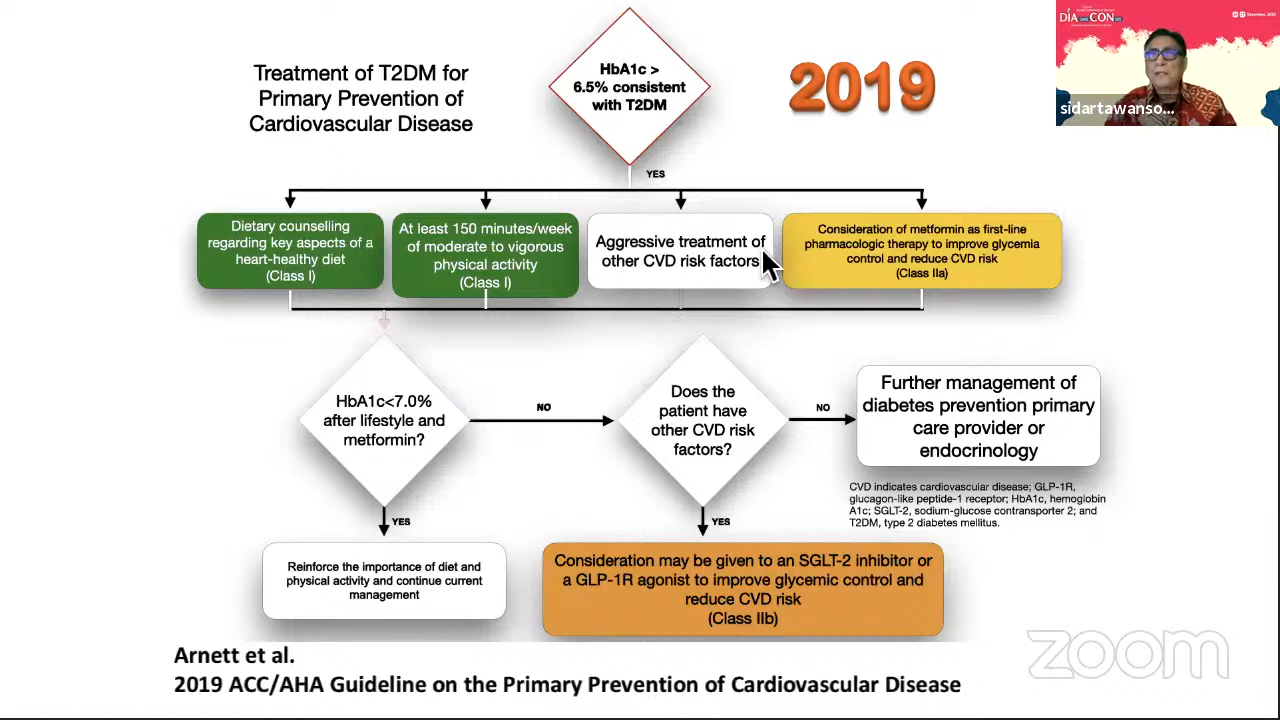 Treatment of T2DM for
Primary Prevention of
Cardiovascular Disease
HbA1c >
6.5% consistent
with T2DM
2019
DIA CON
sidartawanso...
YES
Dietary counselling
regarding key aspects of a
heart-healthy diet
(Class I)
At least 150 minutes/week
of moderate to vigorous
physical activity
(Class I)
Aggressive treatment of
other CVD risk factors
Consideration of metformin as first-line
pharmacologic therapy to improve glycemia
control and reduce CVD risk
(Class IIa)
HbA1c<7.0%
after lifestyle and
metformin?
NO
Does the
patient have
other CVD risk
factors?
NO
Further management of
diabetes prevention primary
care provider or
endocrinology
CVD indicates cardiovascular disease; GLP-1R,
glucagon-like peptide-1 receptor; HbA1c, hemoglobin
A1c; SGLT-2, sodium-glucose contransporter 2; and
T2DM, type 2 diabetes mellitus.
YES
YES
Reinforce the importance of diet and
physical activity and continue current
management
Consideration may be given to an SGLT-2 inhibitor or
a GLP-1R agonist to improve glycemic control and
reduce CVD risk
(Class IIb)
zoom
Arnett et al.
2019 ACC/AHA Guideline on the Primary Prevention of Cardiovascular Disease